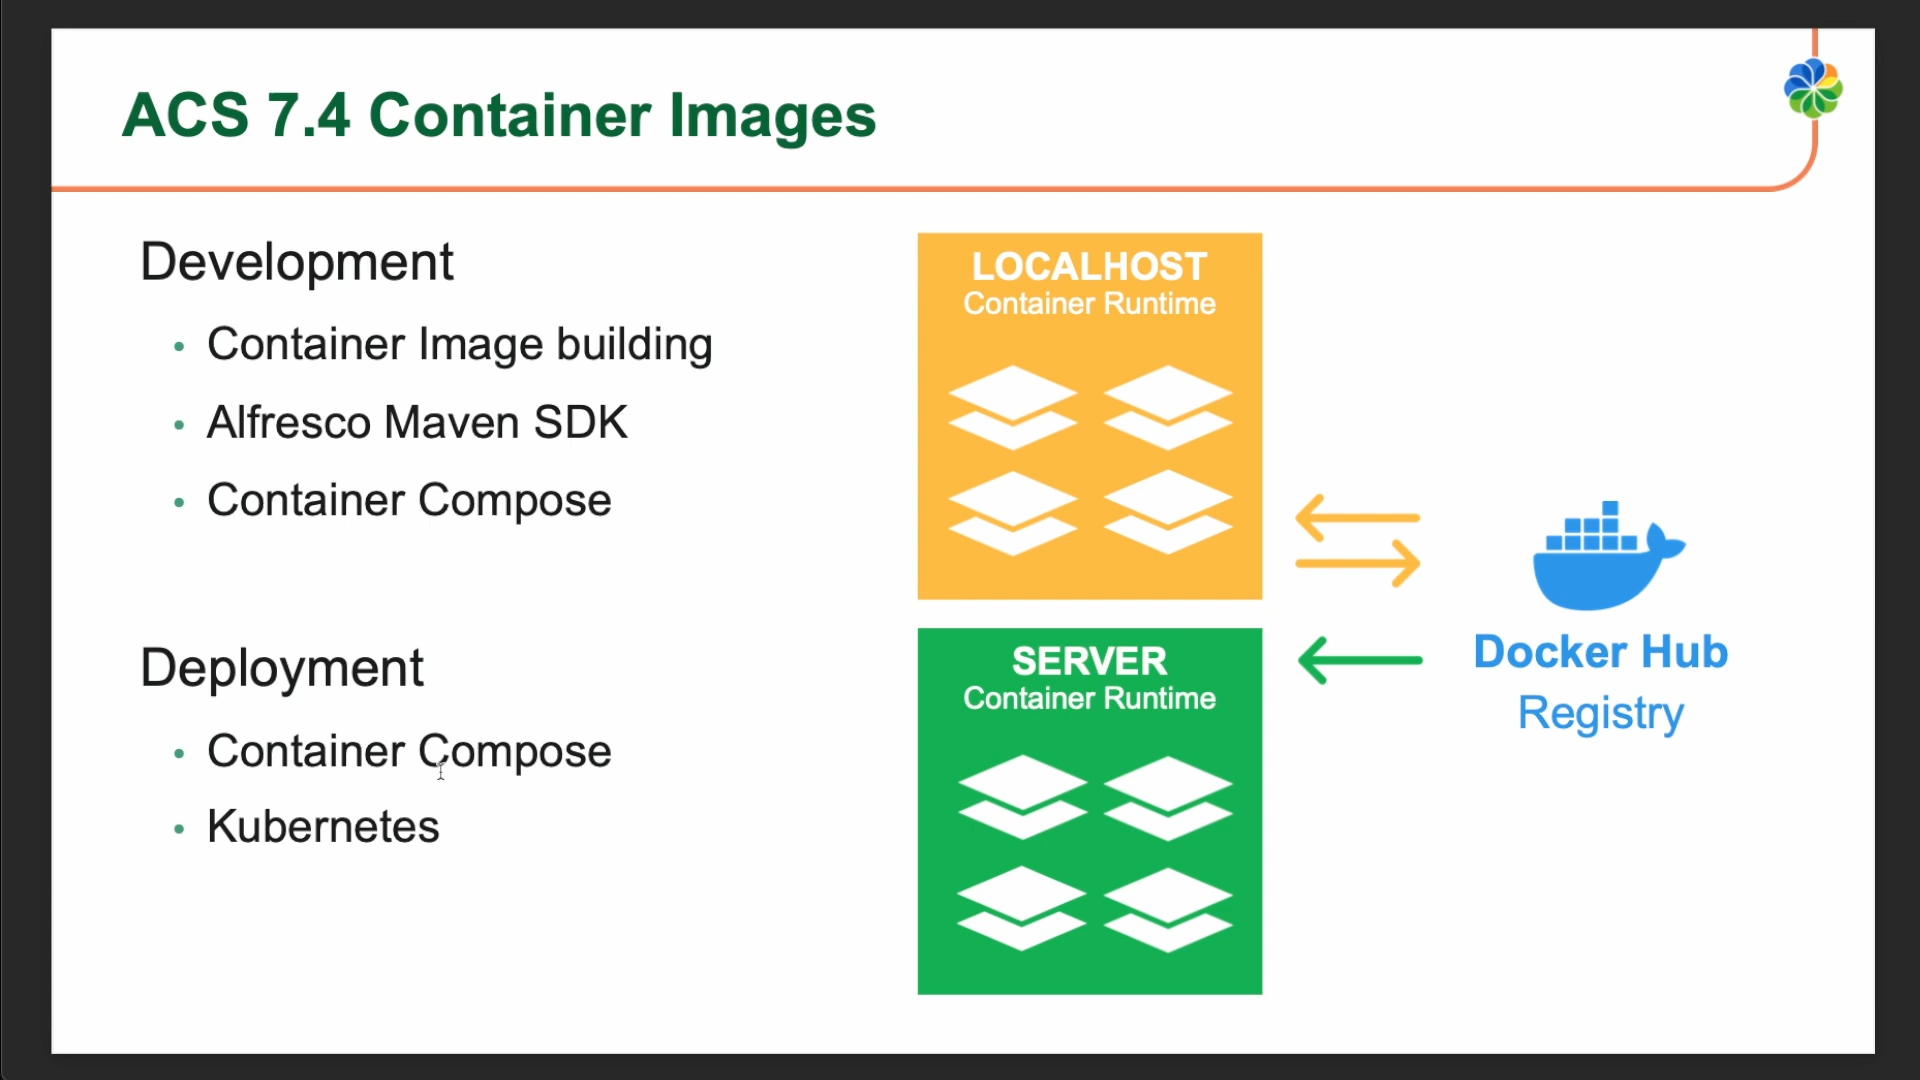 ACS 7.4 Container Images
Development
• Container Image building
• Alfresco Maven SDK
• Container Compose
Deployment
• Container Compose
• Kubernetes
LOCALHOST
Container Runtime
SERVER
Container Runtime
Docker Hub
Registry